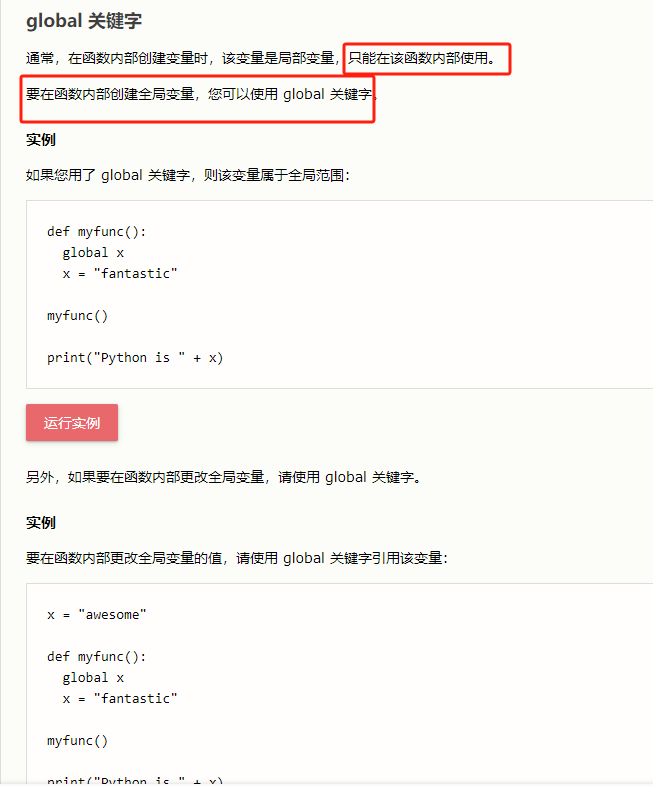 global 关键字
通常，在函数内部创建变量时，该变量是局部变量，只能在该函数内部使用。
要在函数内部创建全局变量，您可以使用 global 关键字。
实例
如果您用了 global 关键字，则该变量属于全局范围：
def myfunc():
  global x
  x = "fantastic"
myfunc()
print("Python is " + x)
运行实例
另外，如果要在函数内部更改全局变量，请使用 global 关键字。
实例
要在函数内部更改全局变量的值，请使用 global 关键字引用该变量：
x = "awesome"
def myfunc():
  global x
  x = "fantastic"
myfunc()
print("Python is " + x)